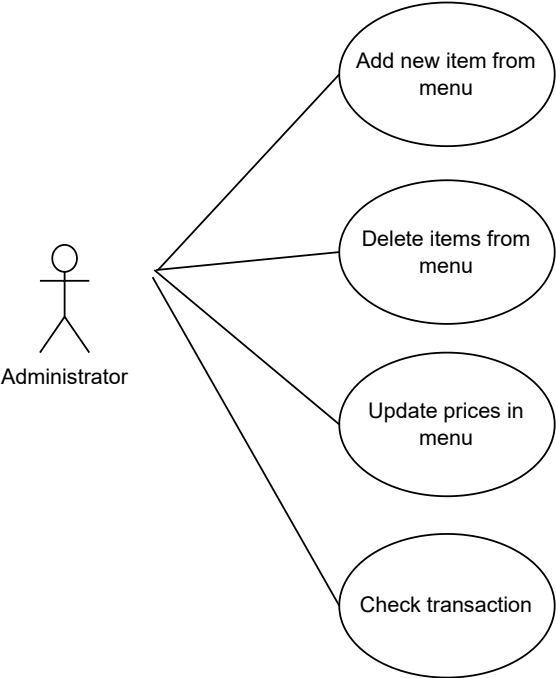 Add new item from
menu
Delete items from
menu
Administrator
Update prices in
menu
Check transaction